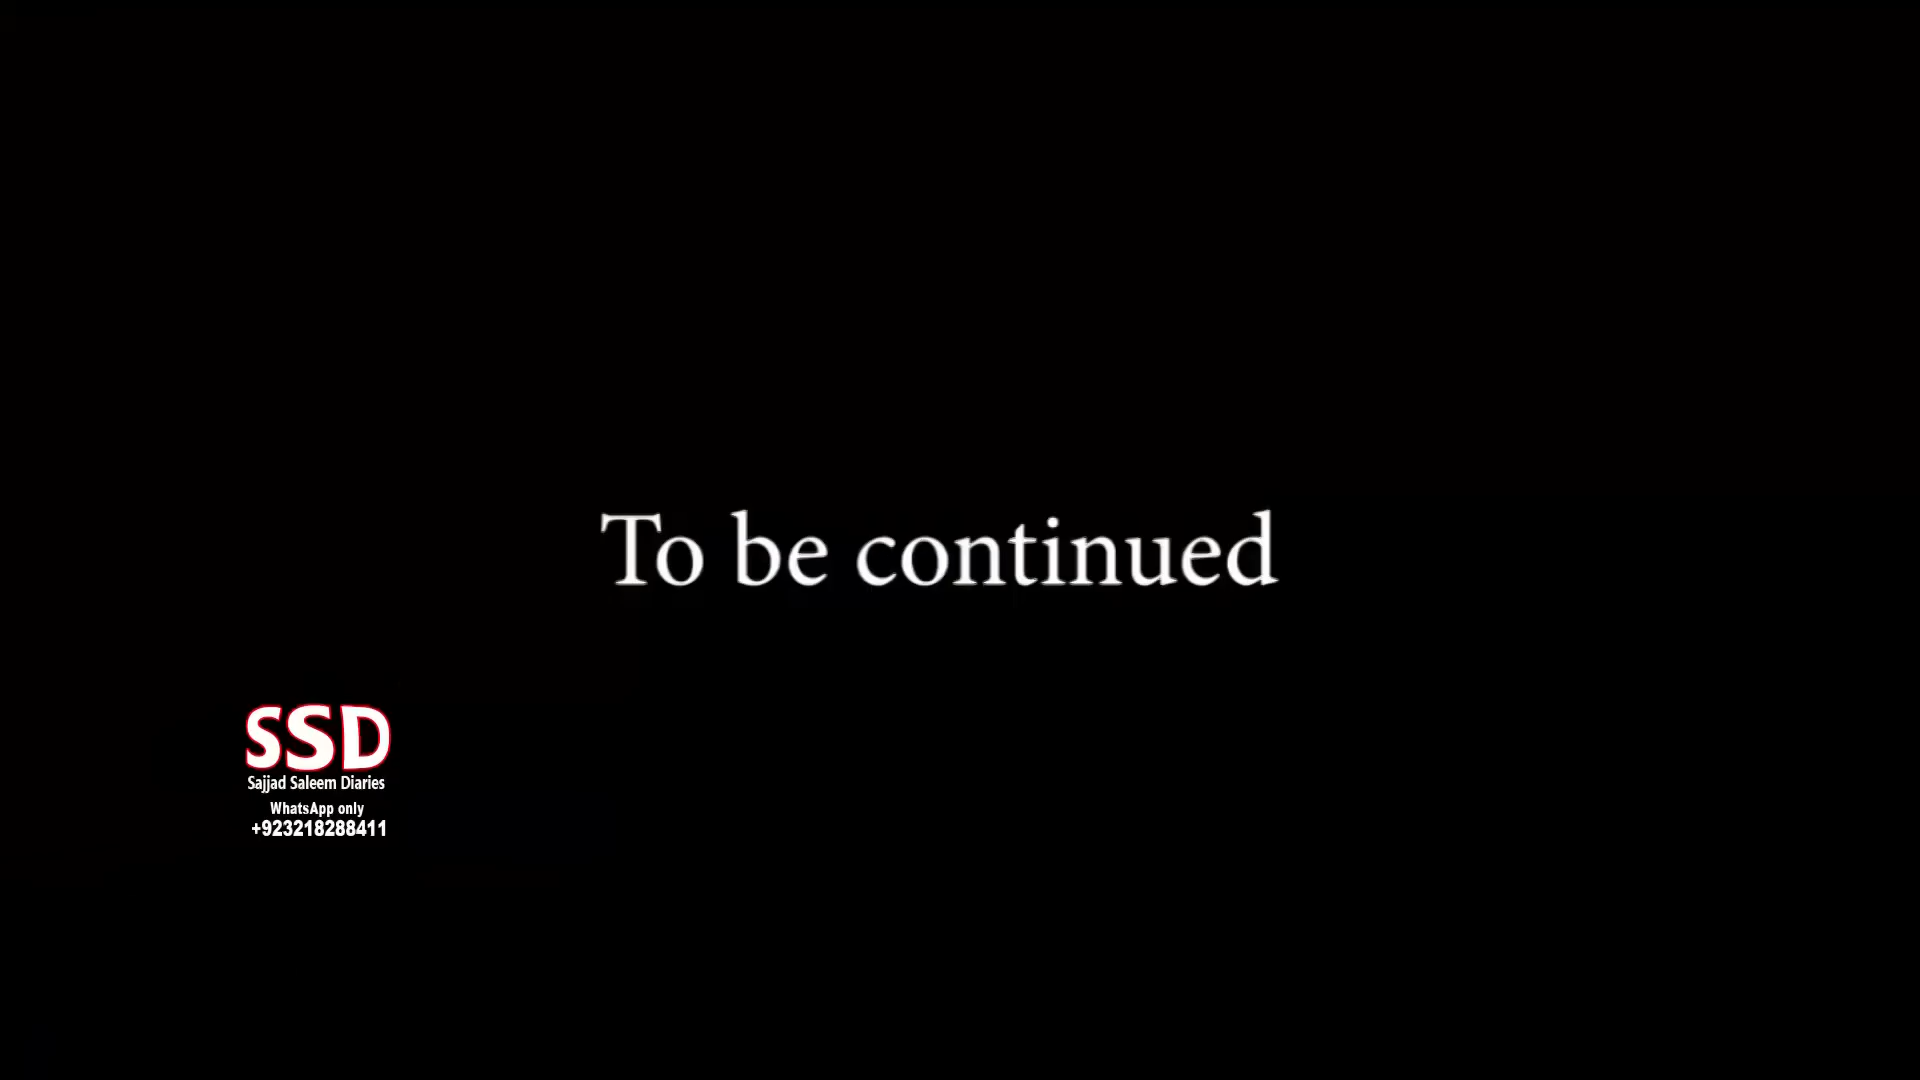 To be continued
SSD
Sajjad Saleem Diaries
WhatsApp only
+923218288411